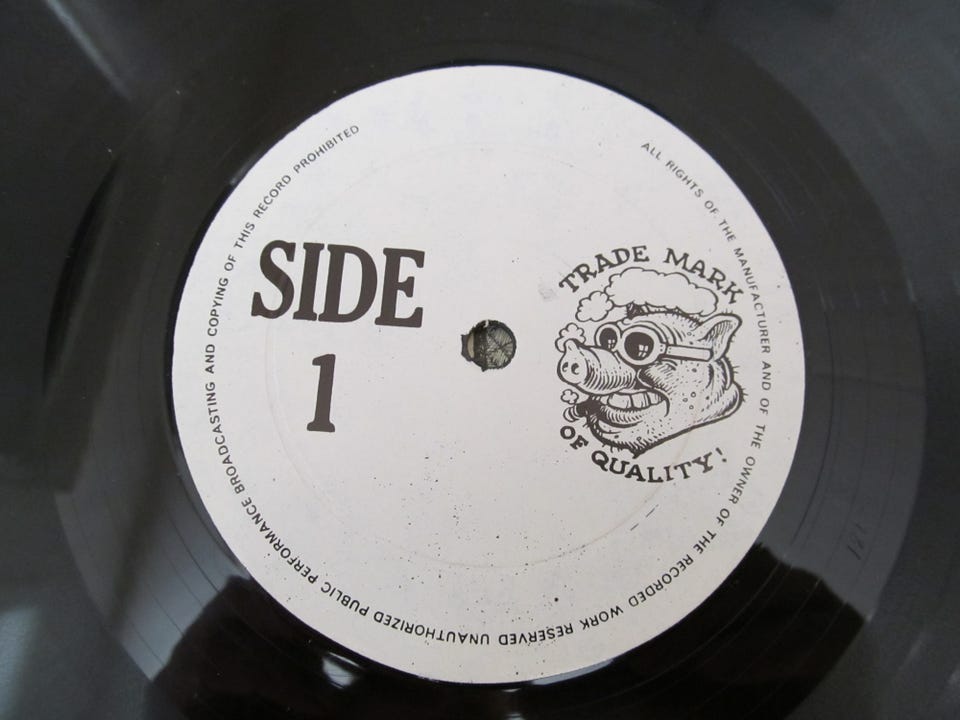 SIDE
1
TRADE MARK
OF QUALITY!
ALL RIGHTS OF THE MANUFACTURER AND OF THE OWNER OF THE RECORDED WORK RESERVED UNAUTHORIZED PUBLIC PERFORMANCE BROADCASTING AND COPYING OF THIS RECORD PROHIBITED